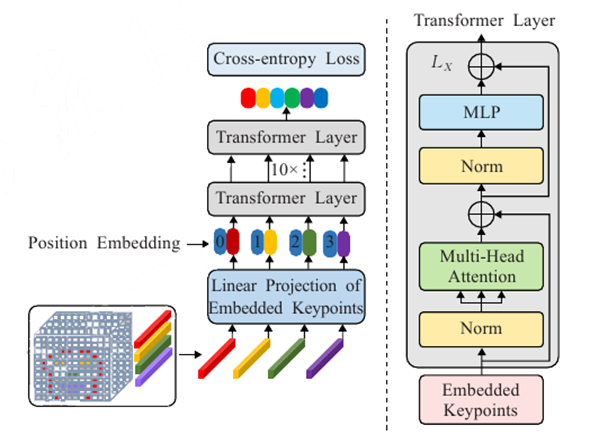 Transformer Layer
Cross-entropy Loss
Transformer Layer
10×
Transformer Layer
0 1 2 3
Position Embedding
Linear Projection of
Embedded Keypoints
L_X
MLP
Norm
Multi-Head
Attention
Norm
Embedded
Keypoints